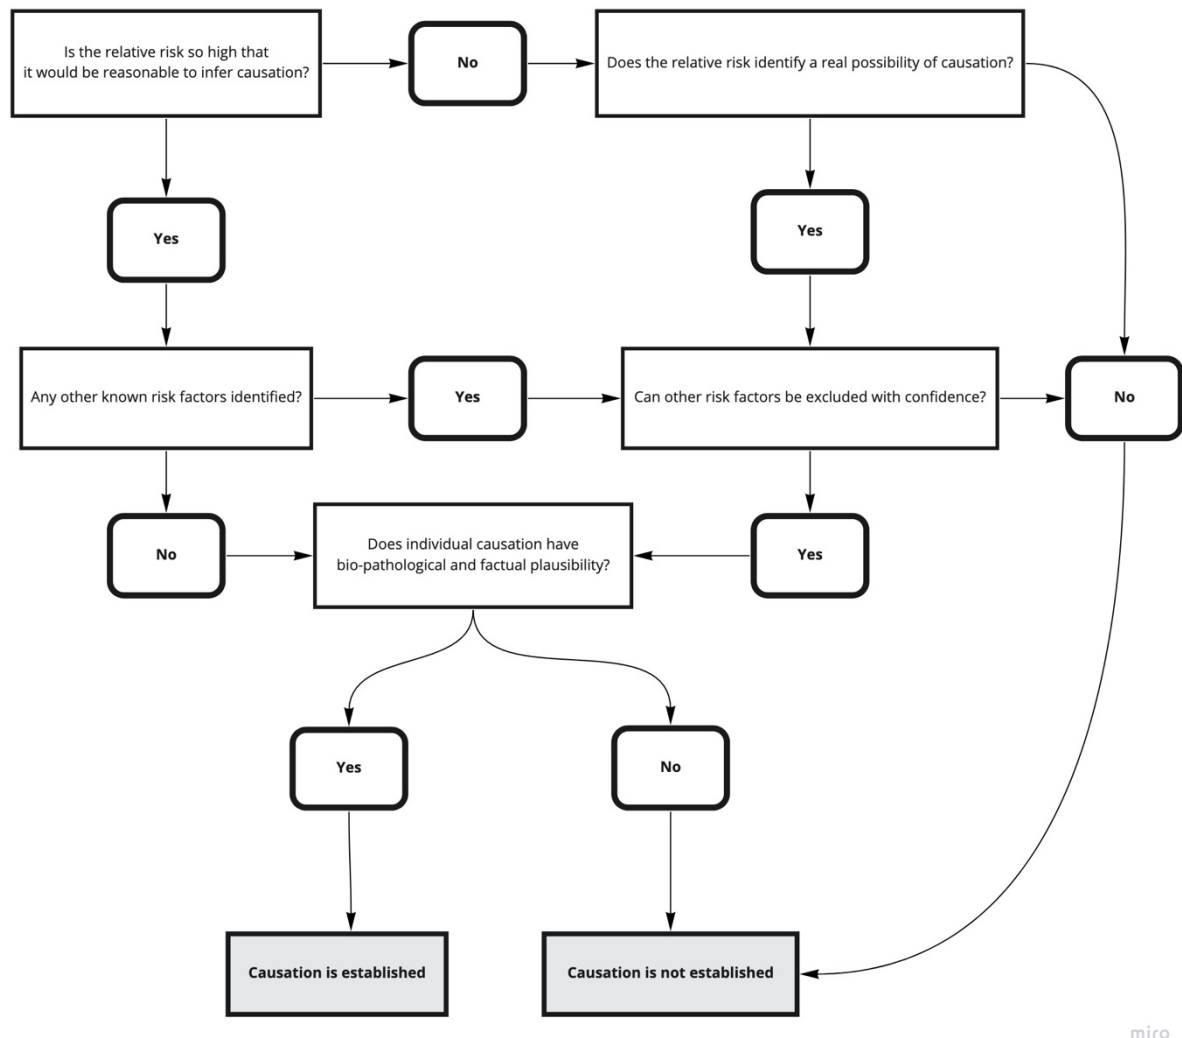 Is the relative risk so high that
it would be reasonable to infer causation?
No
Does the relative risk identify a real possibility of causation?
Yes
Yes
Any other known risk factors identified?
Yes
Can other risk factors be excluded with confidence?
No
No
Does individual causation have
bio-pathological and factual plausibility?
Yes
Yes
No
Causation is established
Causation is not established
miro